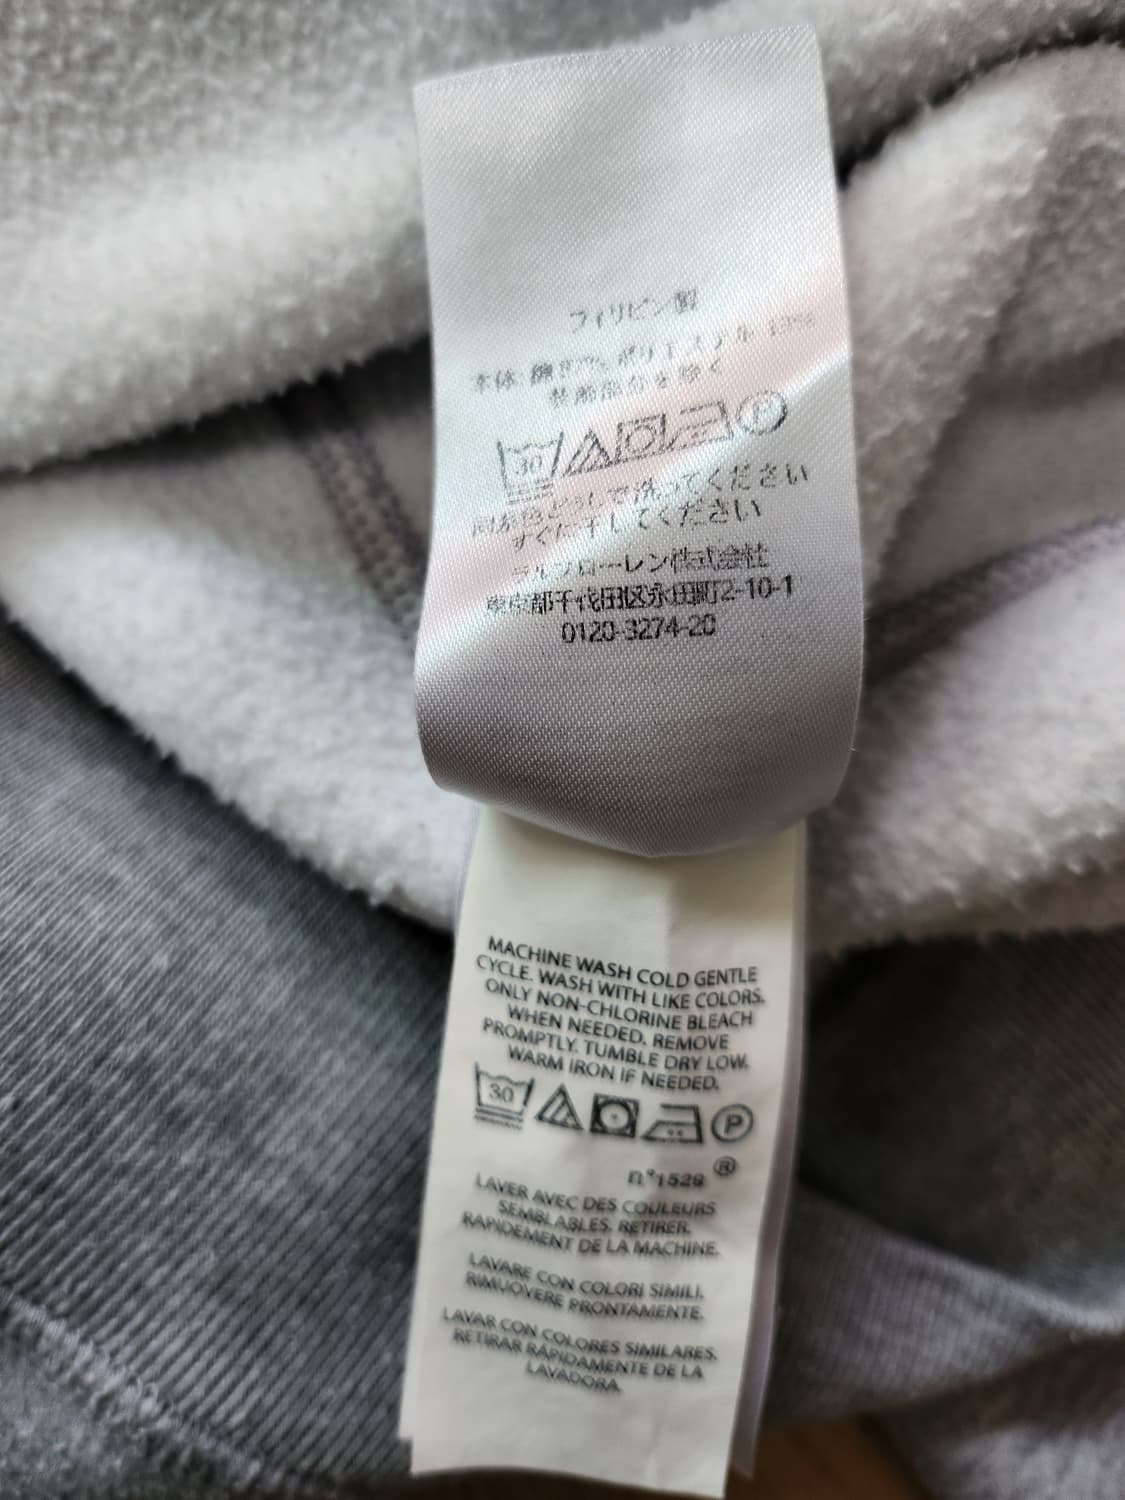 フィリピン製
本体: 綿 87% ポリエステル 13%
装飾部分を除く
30 P
同系色どうしで洗ってください
すぐに干してください
ラルフローレン株式会社
東京都千代田区永田町2-10-1
0120-3274-20
MACHINE WASH COLD GENTLE
CYCLE. WASH WITH LIKE COLORS.
ONLY NON-CHLORINE BLEACH
WHEN NEEDED. REMOVE
PROMPTLY. TUMBLE DRY LOW.
WARM IRON IF NEEDED.
30 P
n°1529 ®
LAVER AVEC DES COULEURS
SEMBLABLES. RETIRER
RAPIDEMENT DE LA MACHINE.
LAVARE CON COLORI SIMILI.
RIMUOVERE PRONTAMENTE.
LAVAR CON COLORES SIMILARES.
RETIRAR RÁPIDAMENTE DE LA
LAVADORA.